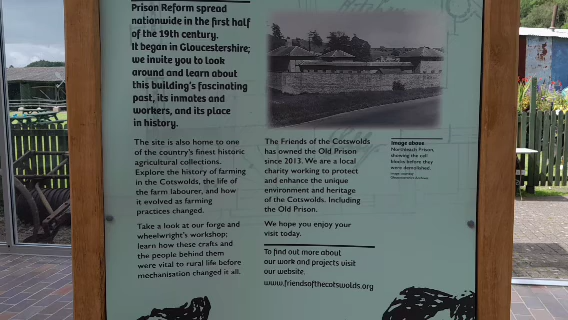 Prison Reform spread
nationwide in the first half
of the 19th century.
It began in Gloucestershire;
we invite you to look
around and learn about
this building's fascinating
past, its inmates and
workers, and its place
in history.
The site is also home to one
of the country's finest historic
agricultural collections.
Explore the history of farming
in the Cotswolds, the life of
the farm labourer, and how
it evolved as farming
practices changed.
Take a look at our forge and
wheelwright's workshop;
learn how these crafts and
the people behind them
were vital to rural life before
mechanisation changed it all.
The Friends of the Cotswolds
has owned the Old Prison
since 2013. We are a local
charity working to protect
and enhance the unique
environment and heritage
of the Cotswolds. Including
the Old Prison.
We hope you enjoy your
visit today.
To find out more about
our work and projects visit
our website.
www.friendsofthecotswolds.org
Image above
Northleach Prison,
showing the cell
blocks before they
were demolished.